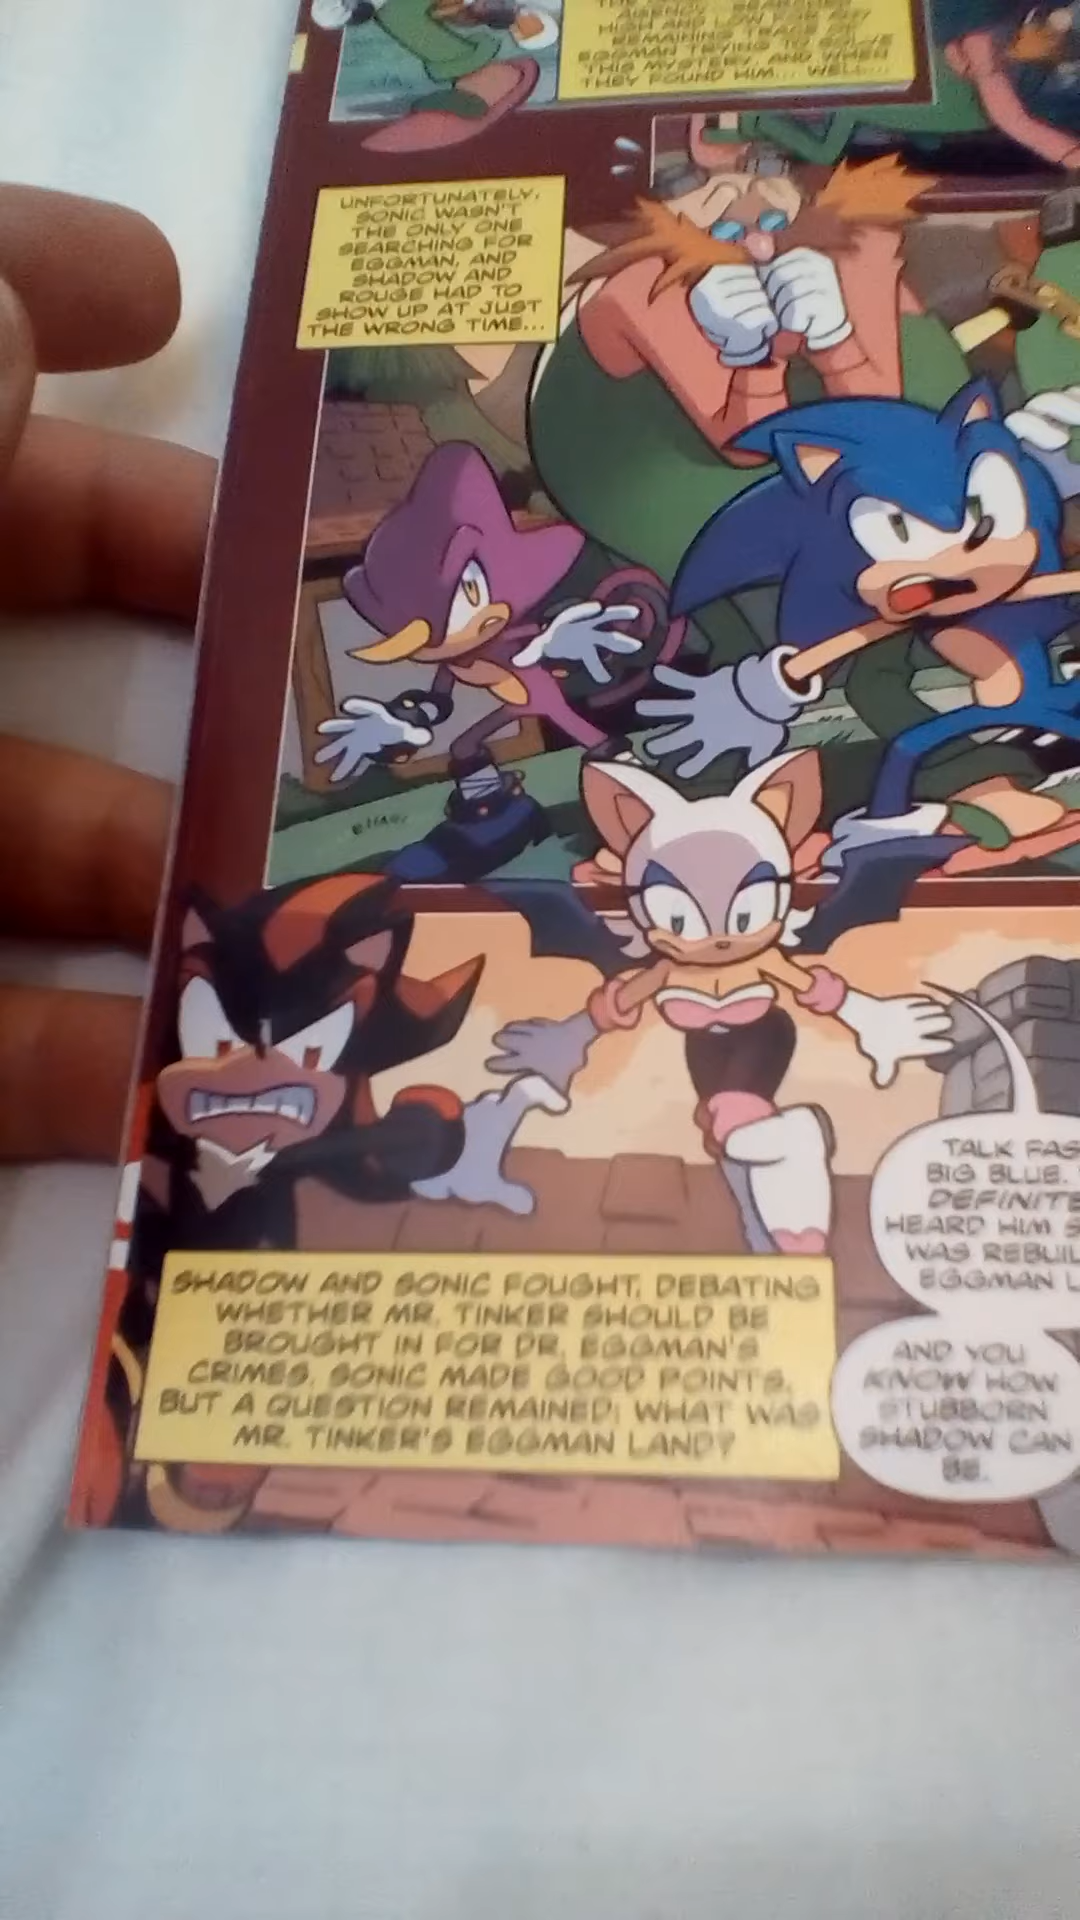 AGENCY SEARCHED
HIGH AND LOW FOR ANY
REMAINING TRACE OF
EGGMAN TRYING TO SOLVE
THIS MYSTERY. AND WHEN
THEY FOUND HIM... WELL...
UNFORTUNATELY,
SONIC WASN'T
THE ONLY ONE
SEARCHING FOR
EGGMAN, AND
SHADOW AND
ROUGE HAD TO
SHOW UP AT JUST
THE WRONG TIME...
TALK FAS
BIG BLUE.
DEFINITE
HEARD HIM S
WAS REBUIL
EGGMAN L
AND YOU
KNOW HOW
STUBBORN
SHADOW CAN
BE.
SHADOW AND SONIC FOUGHT, DEBATING
WHETHER MR. TINKER SHOULD BE
BROUGHT IN FOR DR. EGGMAN'S
CRIMES. SONIC MADE GOOD POINTS,
BUT A QUESTION REMAINED; WHAT WAS
MR. TINKER'S EGGMAN LAND?